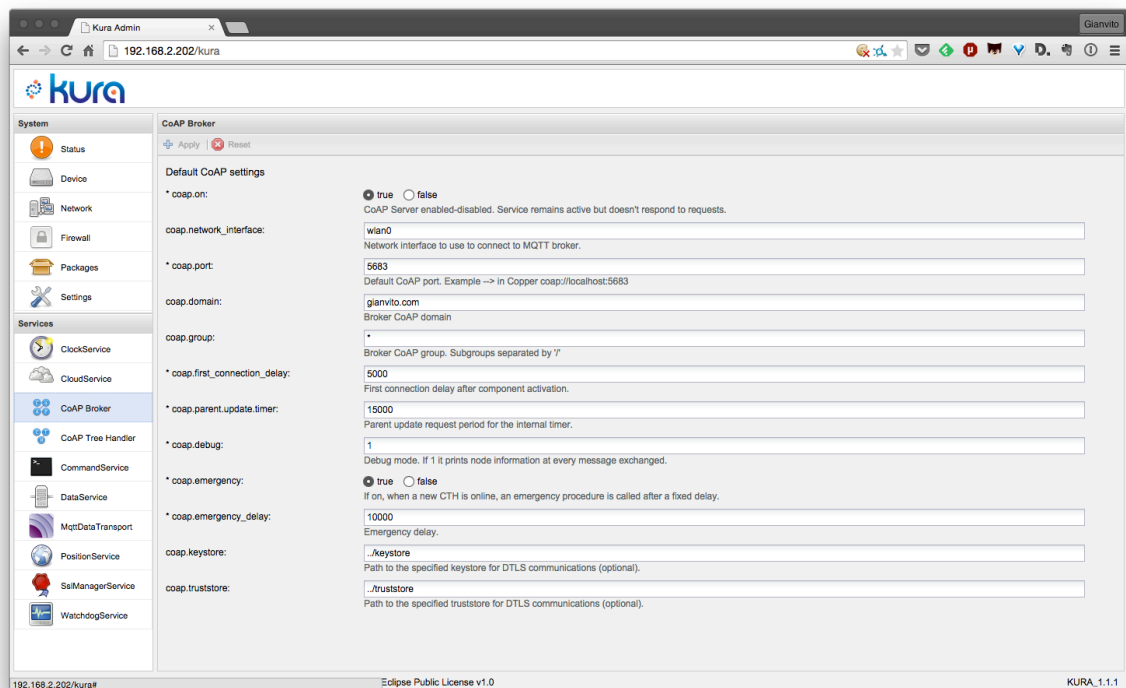 Kura Admin
Gianvito
192.168.2.202/kura
kura
System
Status
Device
Network
Firewall
Packages
Settings
Services
ClockService
CloudService
CoAP Broker
CoAP Tree Handler
CommandService
DataService
MqttDataTransport
PositionService
SslManagerService
WatchdogService
CoAP Broker
Apply | Reset
Default CoAP settings
* coap.on: true false
CoAP Server enabled-disabled. Service remains active but doesn't respond to requests.
coap.network_interface: wlan0
Network interface to use to connect to MQTT broker.
* coap.port: 5683
Default CoAP port. Example --> in Copper coap://localhost:5683
coap.domain: gianvito.com
Broker CoAP domain
coap.group: *
Broker CoAP group. Subgroups separated by '/'
* coap.first_connection_delay: 5000
First connection delay after component activation.
* coap.parent.update.timer: 15000
Parent update request period for the internal timer.
* coap.debug: 1
Debug mode. If 1 it prints node information at every message exchanged.
* coap.emergency: true false
If on, when a new CTH is online, an emergency procedure is called after a fixed delay.
* coap.emergency_delay: 10000
Emergency delay.
coap.keystore: ../keystore
Path to the specified keystore for DTLS communications (optional).
coap.truststore: ../truststore
Path to the specified truststore for DTLS communications (optional).
192.168.2.202/kura#
Eclipse Public License v1.0
KURA_1.1.1